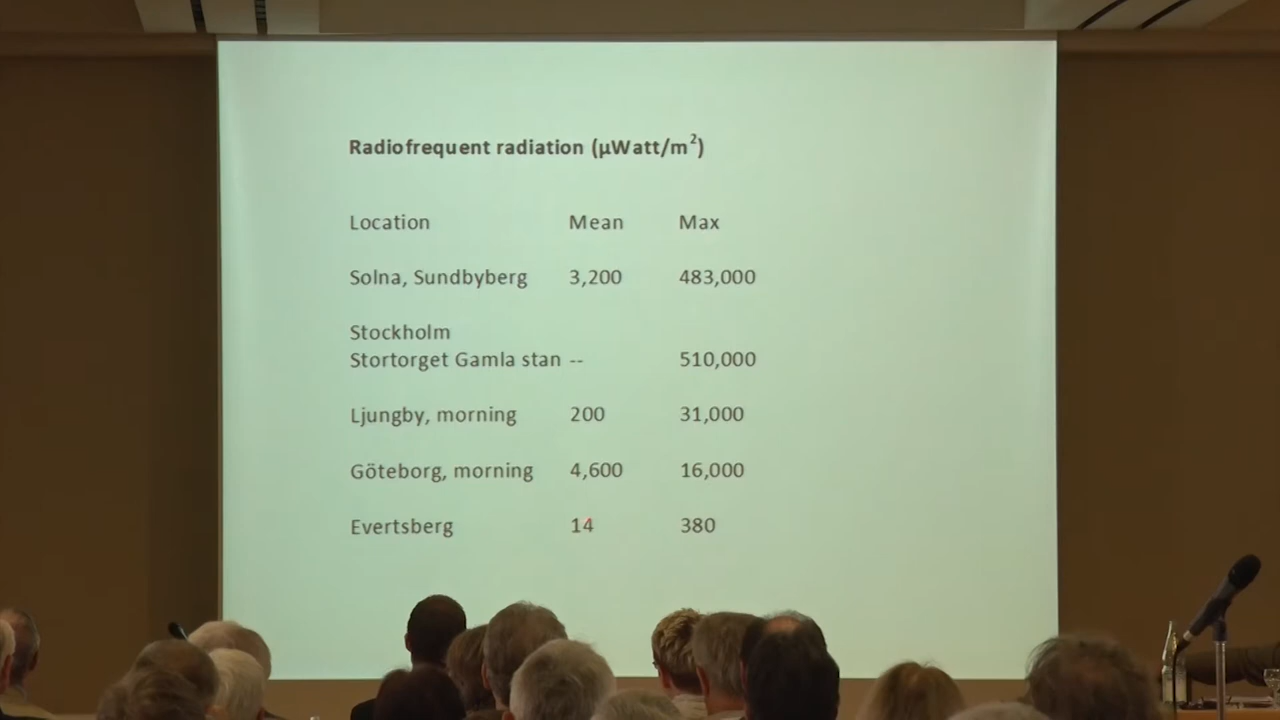 Radiofrequent radiation (µWatt/m²)
Location Mean Max
Solna, Sundbyberg 3,200 483,000
Stockholm
Stortorget Gamla stan -- 510,000
Ljungby, morning 200 31,000
Göteborg, morning 4,600 16,000
Evertsberg 14 380